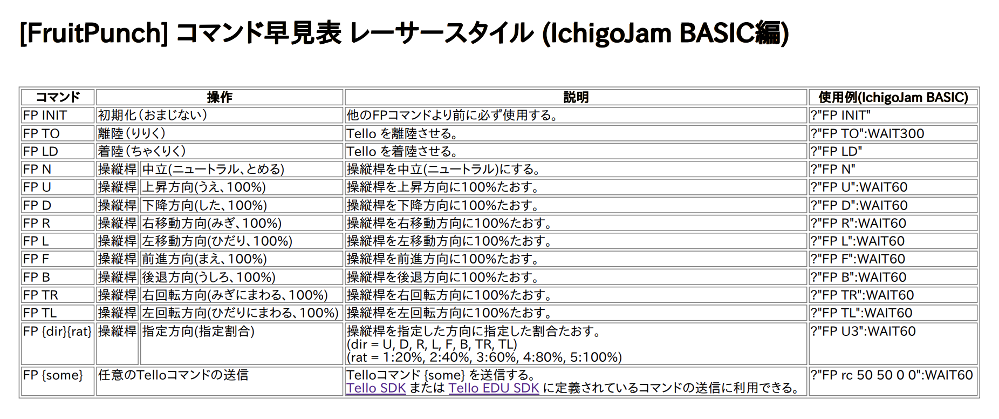 [FruitPunch] コマンド早見表 レーサースタイル (IchigoJam BASIC編)
コマンド 操作 説明 使用例(IchigoJam BASIC)
FP INIT 初期化（おまじない） 他のFPコマンドより前に必ず使用する。 ?"FP INIT"
FP TO 離陸（りりく） Tello を離陸させる。 ?"FP TO":WAIT300
FP LD 着陸（ちゃくりく） Tello を着陸させる。 ?"FP LD"
FP N 操縦桿 中立(ニュートラル、とめる) 操縦桿を中立(ニュートラル)にする。 ?"FP N"
FP U 操縦桿 上昇方向(うえ、100%) 操縦桿を上昇方向に100%たおす。 ?"FP U":WAIT60
FP D 操縦桿 下降方向(した、100%) 操縦桿を下降方向に100%たおす。 ?"FP D":WAIT60
FP R 操縦桿 右移動方向(みぎ、100%) 操縦桿を右移動方向に100%たおす。 ?"FP R":WAIT60
FP L 操縦桿 左移動方向(ひだり、100%) 操縦桿を左移動方向に100%たおす。 ?"FP L":WAIT60
FP F 操縦桿 前進方向(まえ、100%) 操縦桿を前進方向に100%たおす。 ?"FP F":WAIT60
FP B 操縦桿 後退方向(うしろ、100%) 操縦桿を後退方向に100%たおす。 ?"FP B":WAIT60
FP TR 操縦桿 右回転方向(みぎにまわる、100%) 操縦桿を右回転方向に100%たおす。 ?"FP TR":WAIT60
FP TL 操縦桿 左回転方向(ひだりにまわる、100%) 操縦桿を左回転方向に100%たおす。 ?"FP TL":WAIT60
FP {dir}{rat} 操縦桿 指定方向(指定割合) 操縦桿を指定した方向に指定した割合たおす。 ?"FP U3":WAIT60
(dir = U, D, R, L, F, B, TR, TL)
(rat = 1:20%, 2:40%, 3:60%, 4:80%, 5:100%)
FP {some} 任意のTelloコマンドの送信 Telloコマンド {some} を送信する。 ?"FP rc 50 50 0 0":WAIT60
Tello SDK または Tello EDU SDK に定義されているコマンドの送信に利用できる。